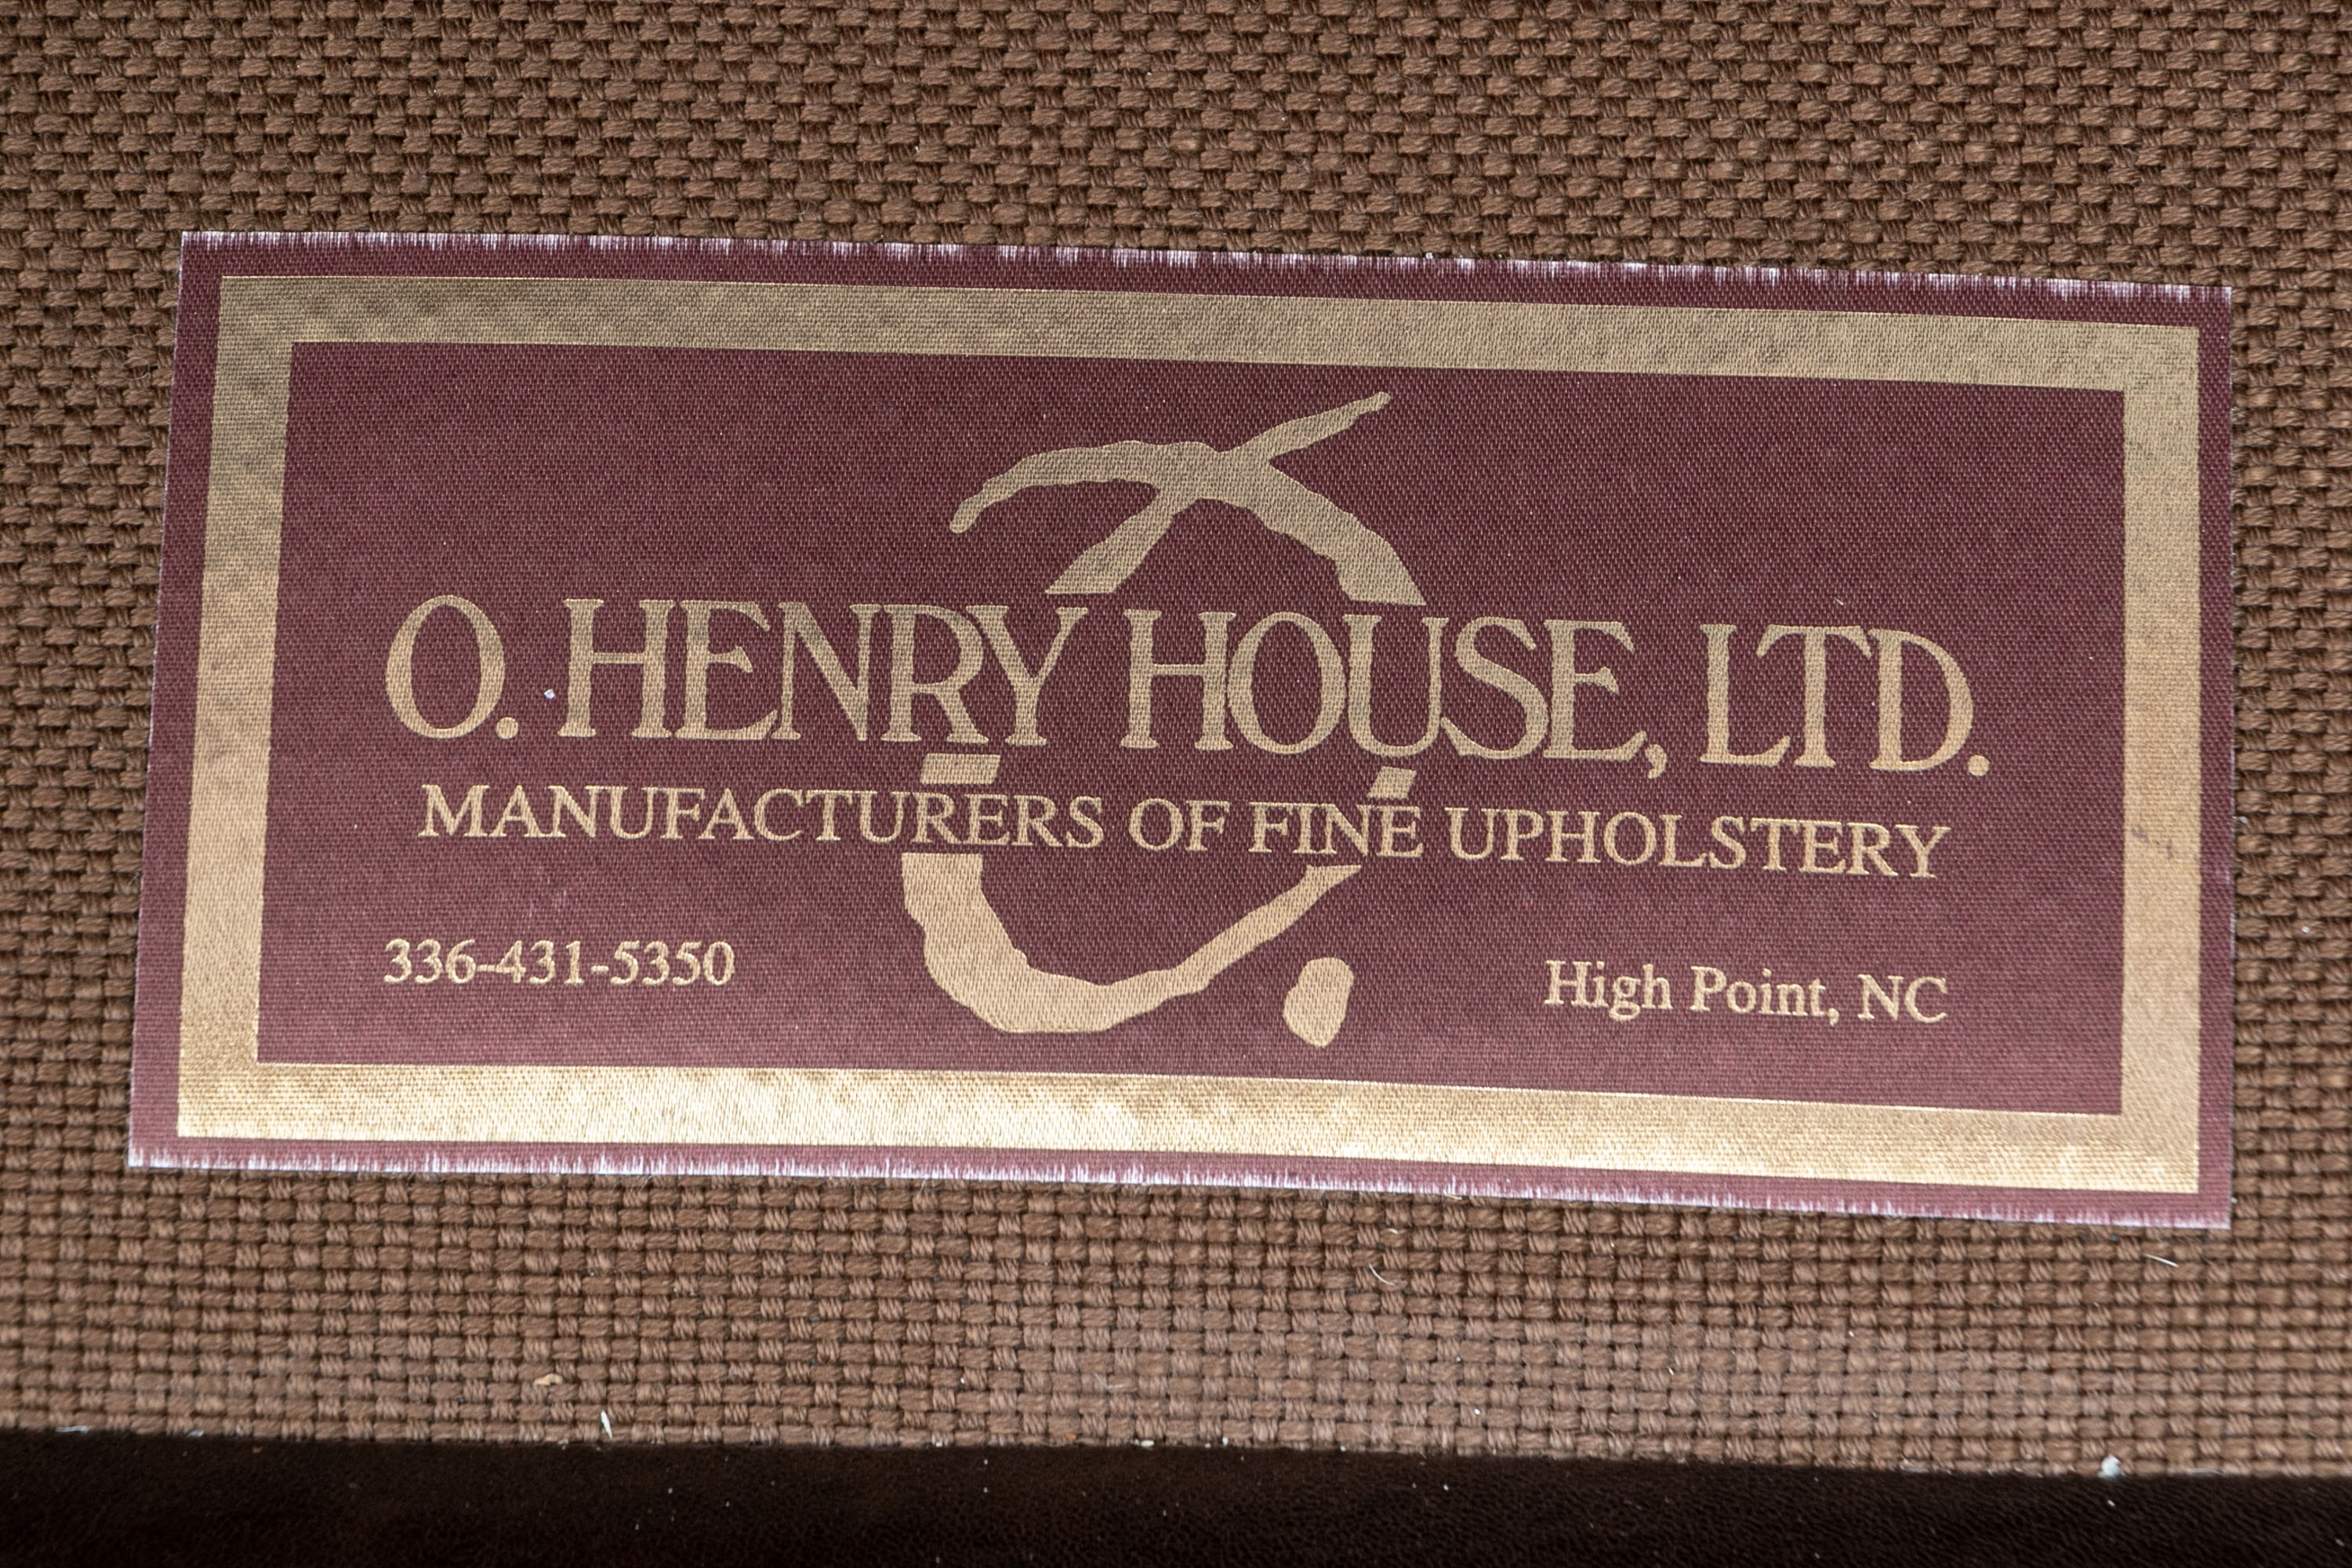 O. HENRY HOUSE, LTD.
MANUFACTURERS OF FINE UPHOLSTERY
336-431-5350
High Point, NC